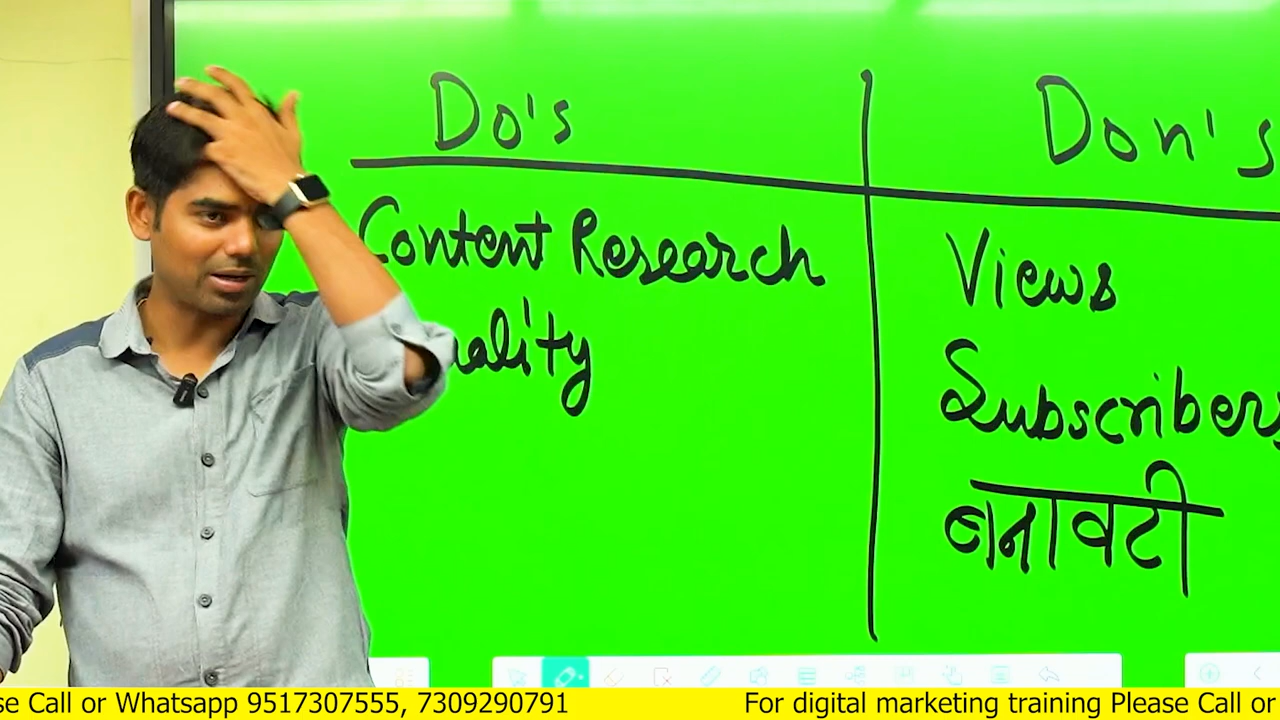 Do's
Don's
Content Research
Views
uality
Subscribers
बनावटी
se Call or Whatsapp 9517307555, 7309290791
For digital marketing training Please Call or